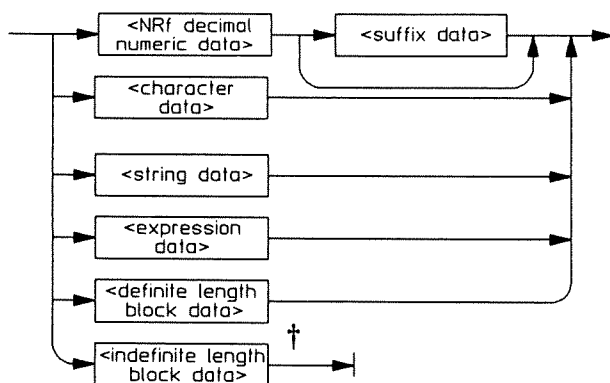 <NRf decimal
numeric data>
<suffix data>
<character
data>
<string data>
<expression
data>
<definite length
block data>
†
<indefinite length
block data>